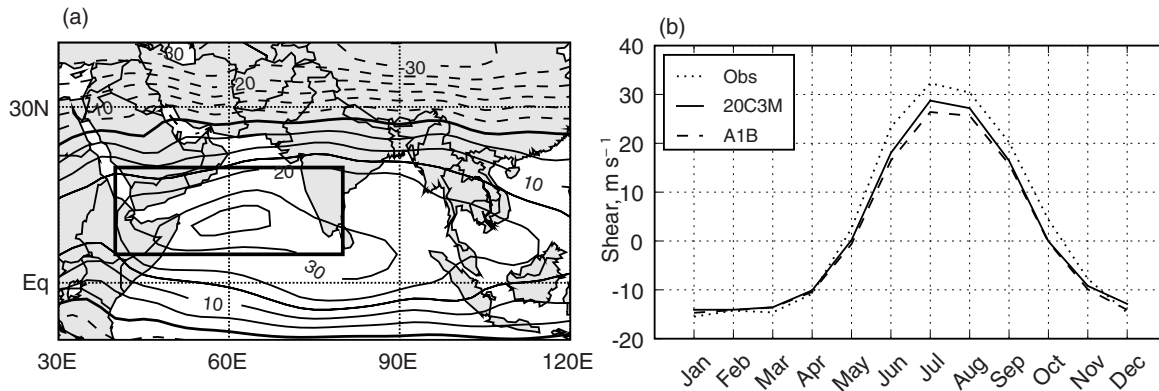 (a)
-30
30
20
10
30N
20
10
30
10
Eq
30E
60E
90E
120E
(b)
40
30
20
10
0
-10
-20
Shear, m s⁻¹
Obs
20C3M
A1B
Jan
Feb
Mar
Apr
May
Jun
Jul
Aug
Sep
Oct
Nov
Dec